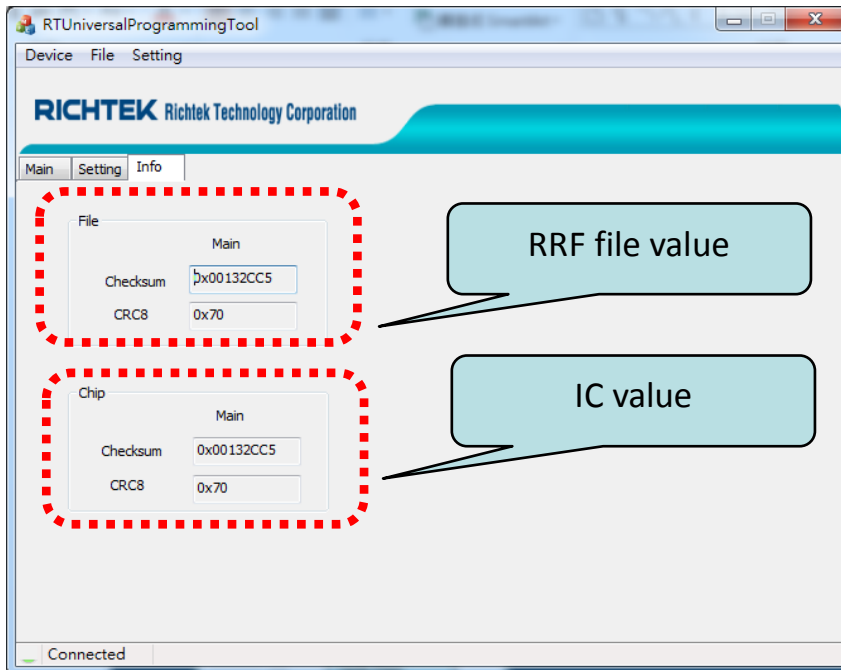 RTUniversalProgrammingTool
Device File Setting
RICHTEK Richtek Technology Corporation
Main Setting Info
File
Main
Checksum 0x00132CC5
CRC8 0x70
RRF file value
Chip
Main
Checksum 0x00132CC5
CRC8 0x70
IC value
Connected